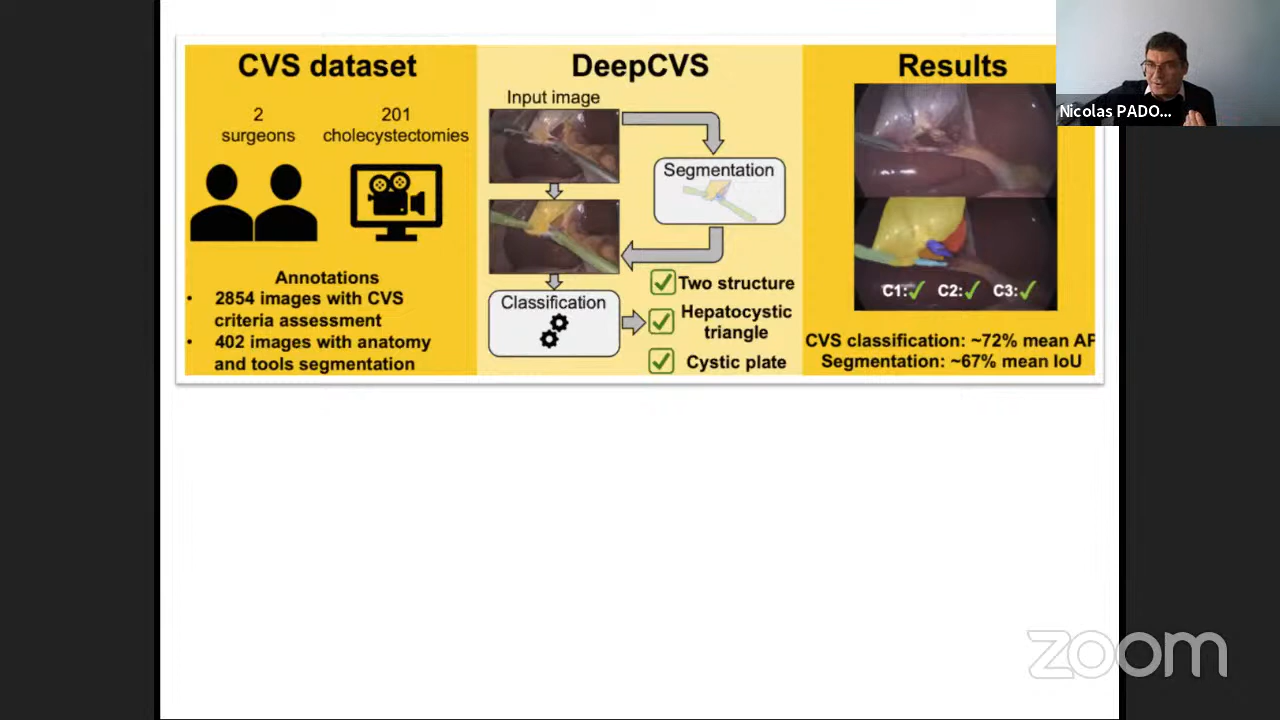 CVS dataset
2
surgeons
201
cholecystectomies
Annotations
• 2854 images with CVS
criteria assessment
• 402 images with anatomy
and tools segmentation
DeepCVS
Input image
Segmentation
Classification
Two structure
Hepatocystic
triangle
Cystic plate
Results
C1: C2: C3:
CVS classification: ~72% mean AP
Segmentation: ~67% mean IoU
Nicolas PADO...
zoom